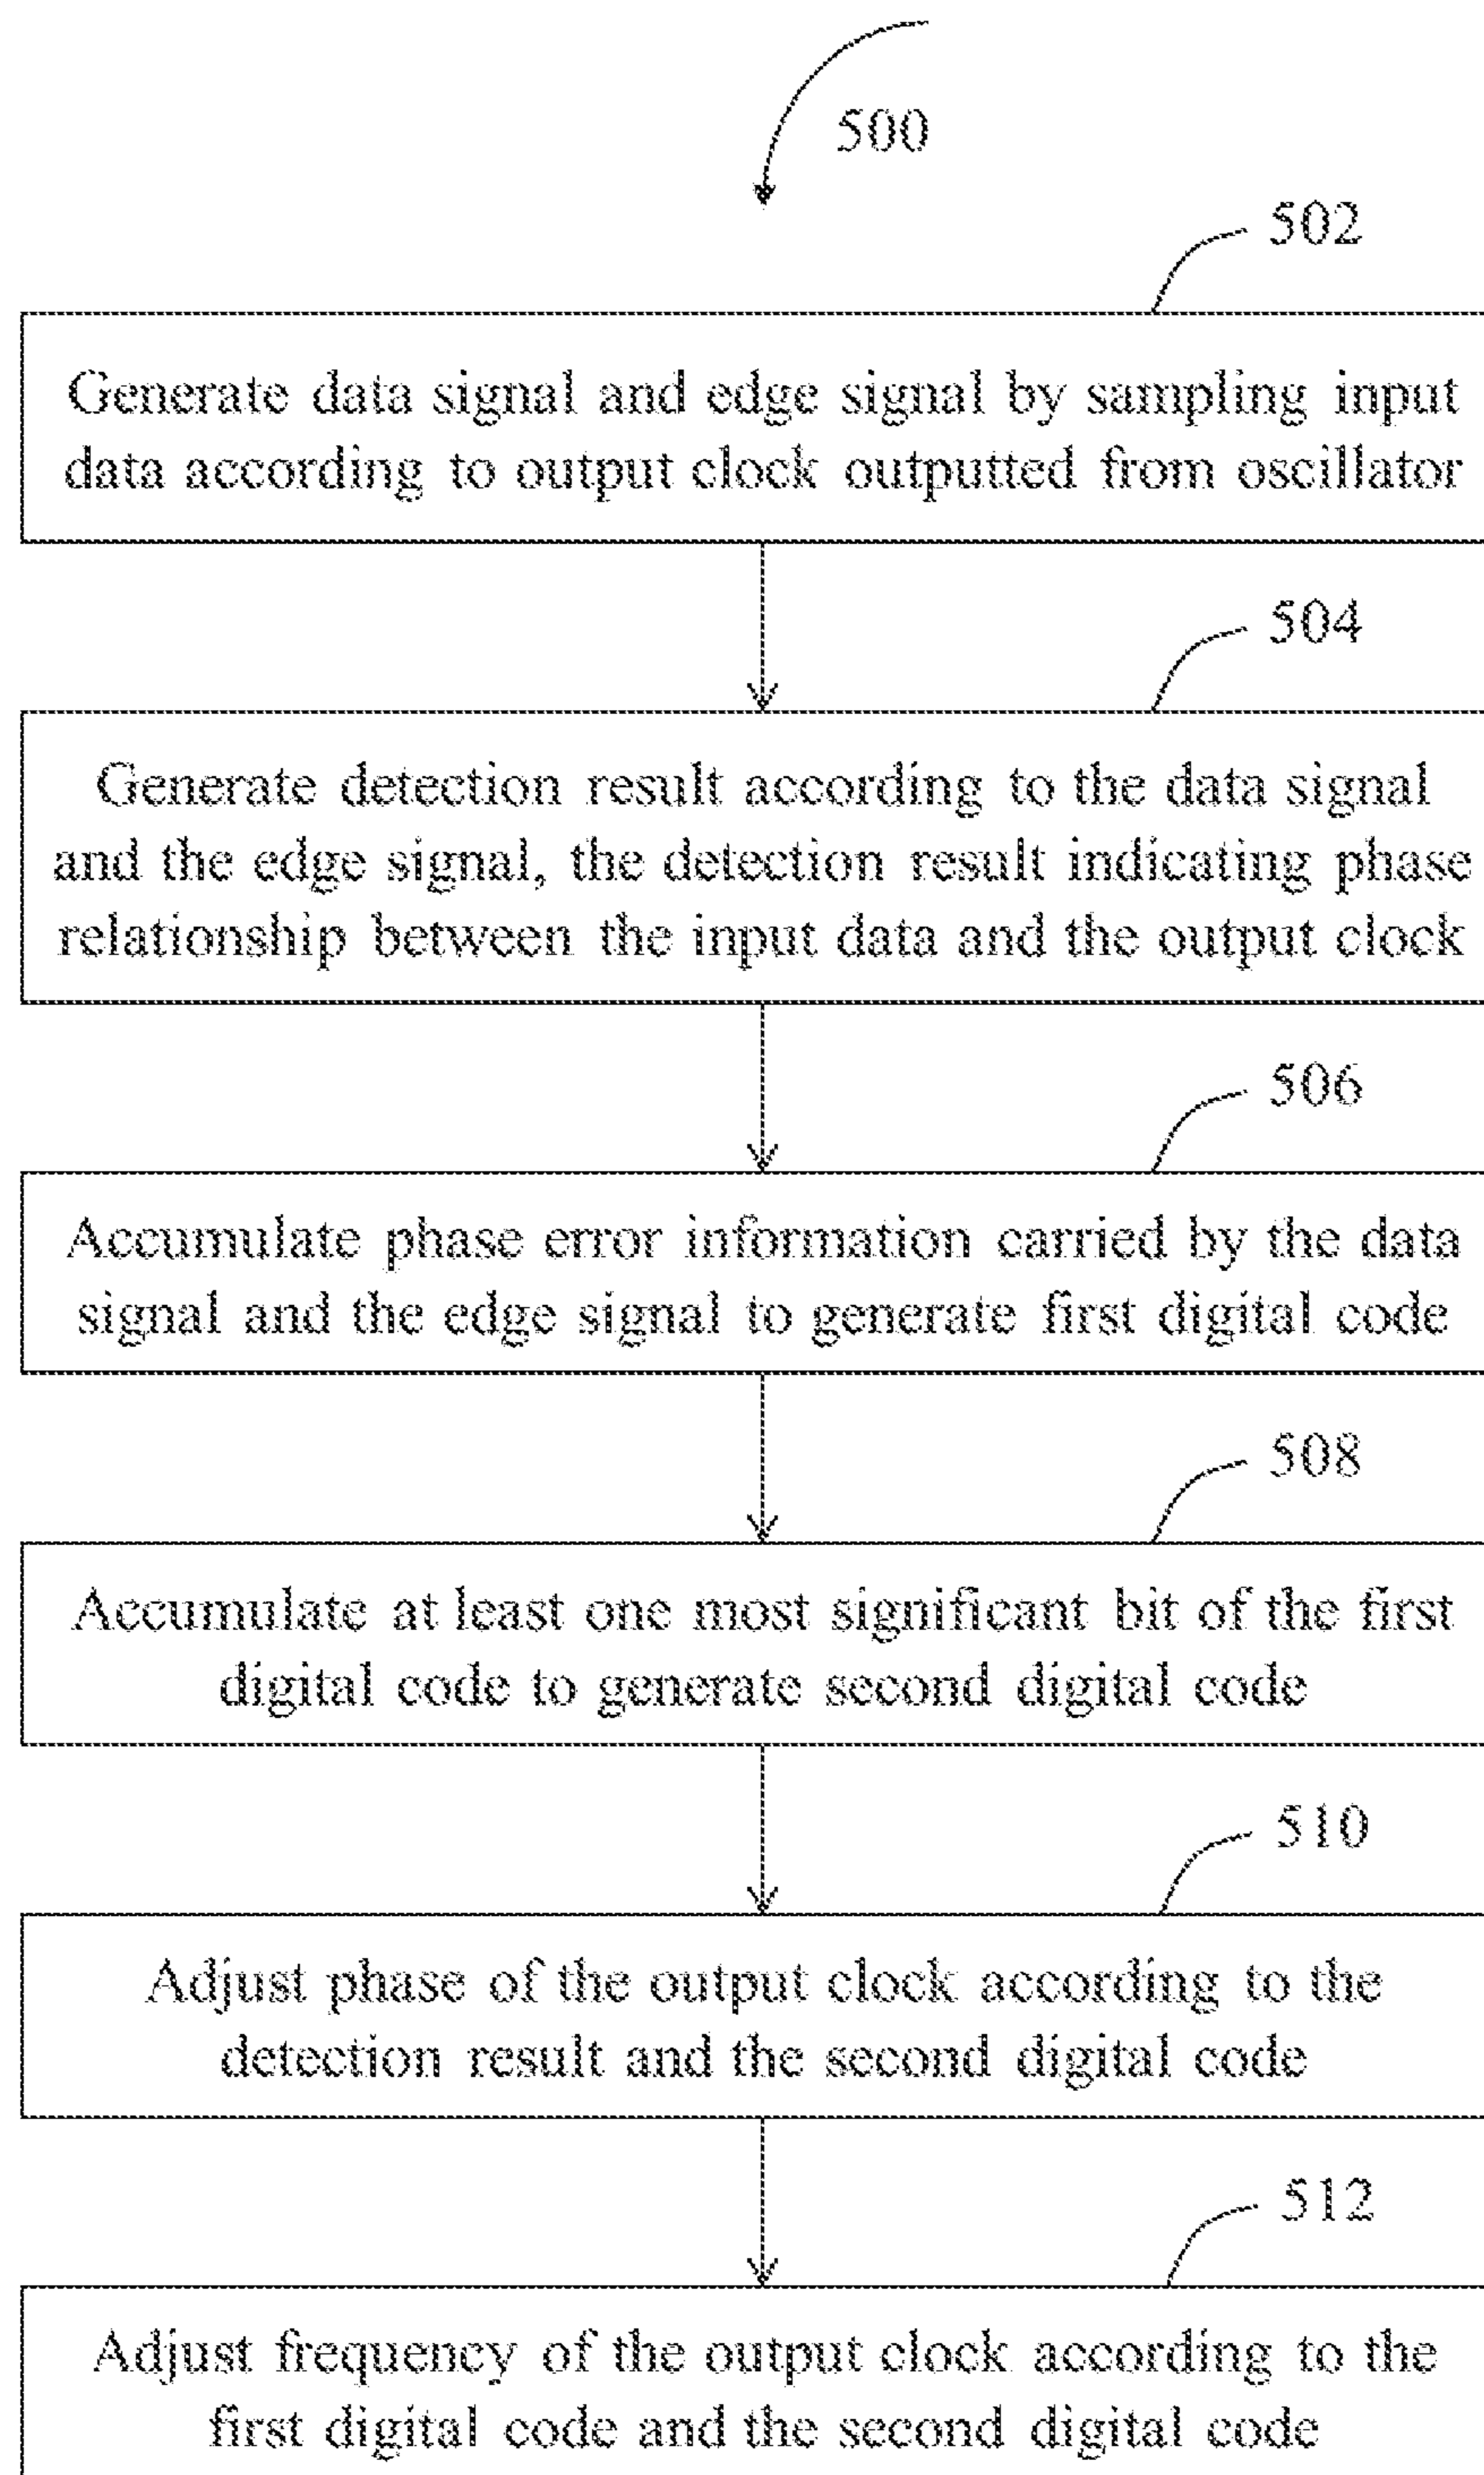 500
502
Generate data signal and edge signal by sampling input
data according to output clock outputted from oscillator
504
Generate detection result according to the data signal
and the edge signal, the detection result indicating phase
relationship between the input data and the output clock
506
Accumulate phase error information carried by the data
signal and the edge signal to generate first digital code
508
Accumulate at least one most significant bit of the first
digital code to generate second digital code
510
Adjust phase of the output clock according to the
detection result and the second digital code
512
Adjust frequency of the output clock according to the
first digital code and the second digital code